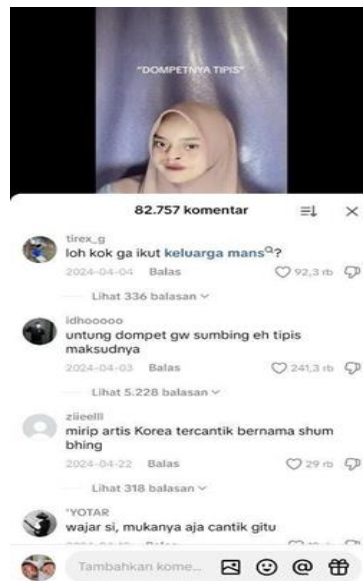 "DOMPETNYA TIPIS"
82.757 komentar
tirex_g
loh kok ga ikut keluarga mans?
2024-04-04 Balas 92,3 rb
Lihat 336 balasan
idhooooo
untung dompet gw sumbing eh tipis
maksudnya
2024-04-03 Balas 241,3 rb
Lihat 5.228 balasan
ziieelll
mirip artis Korea tercantik bernama shum
bhing
2024-04-22 Balas 29 rb
Lihat 318 balasan
'YOTAR
wajar si, mukanya aja cantik gitu
Balas
Tambahkan kome...